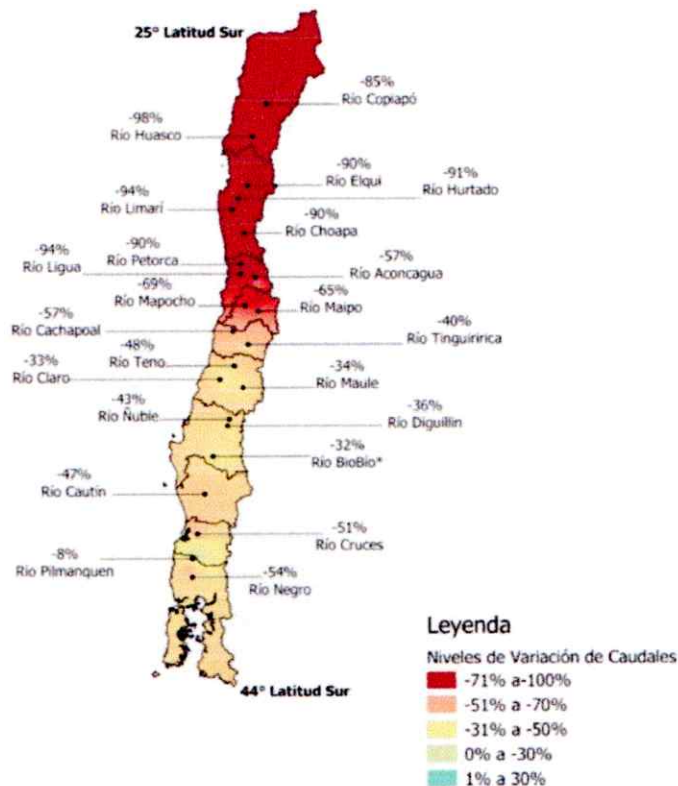 25° Latitud Sur
-85%
Río Copiapó
-98%
Río Huasco
-90%
Río Elqui
-91%
Río Hurtado
-94%
Río Limarí
-90%
Río Choapa
-90%
Río Petorca
-94%
Río Ligua
-57%
Río Aconcagua
-69%
Río Mapocho
-65%
Río Maipo
-57%
Río Cachapoal
-40%
Río Tinguiririca
-48%
Río Teno
-33%
Río Claro
-34%
Río Maule
-43%
Río Ñuble
-36%
Río Diguillin
-32%
Río BioBío*
-47%
Río Cautín
-51%
Río Cruces
-8%
Río Pilmanquen
-54%
Río Negro
44° Latitud Sur
Leyenda
Niveles de Variación de Caudales
-71% a-100%
-51% a -70%
-31% a -50%
0% a -30%
1% a 30%